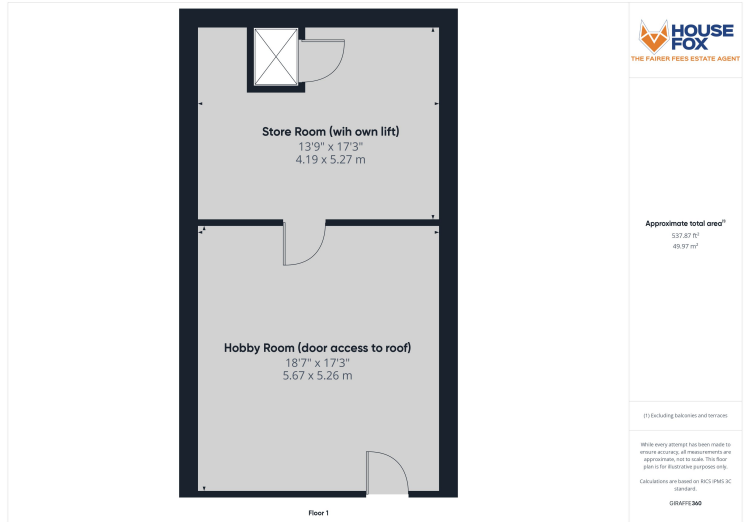 Store Room (wih own lift)
13'9" x 17'3"
4.19 x 5.27 m
Hobby Room (door access to roof)
18'7" x 17'3"
5.67 x 5.26 m
Floor 1
HOUSE
FOX
THE FAIRER FEES ESTATE AGENT
Approximate total area⁽¹⁾
537.87 ft²
49.97 m²
(1) Excluding balconies and terraces
While every attempt has been made to
ensure accuracy, all measurements are
approximate, not to scale. This floor
plan is for illustrative purposes only.
Calculations are based on RICS IPMS 3C
standard.
GIRAFFE360